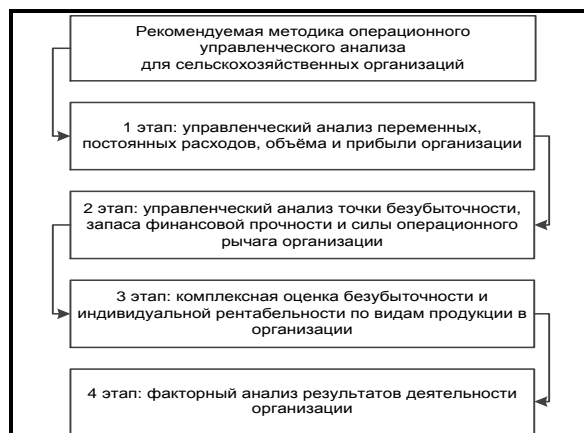 Рекомендуемая методика операционного
управленческого анализа
для сельскохозяйственных организаций
1 этап: управленческий анализ переменных,
постоянных расходов, объёма и прибыли организации
2 этап: управленческий анализ точки безубыточности,
запаса финансовой прочности и силы операционного
рычага организации
3 этап: комплексная оценка безубыточности и
индивидуальной рентабельности по видам продукции в
организации
4 этап: факторный анализ результатов деятельности
организации